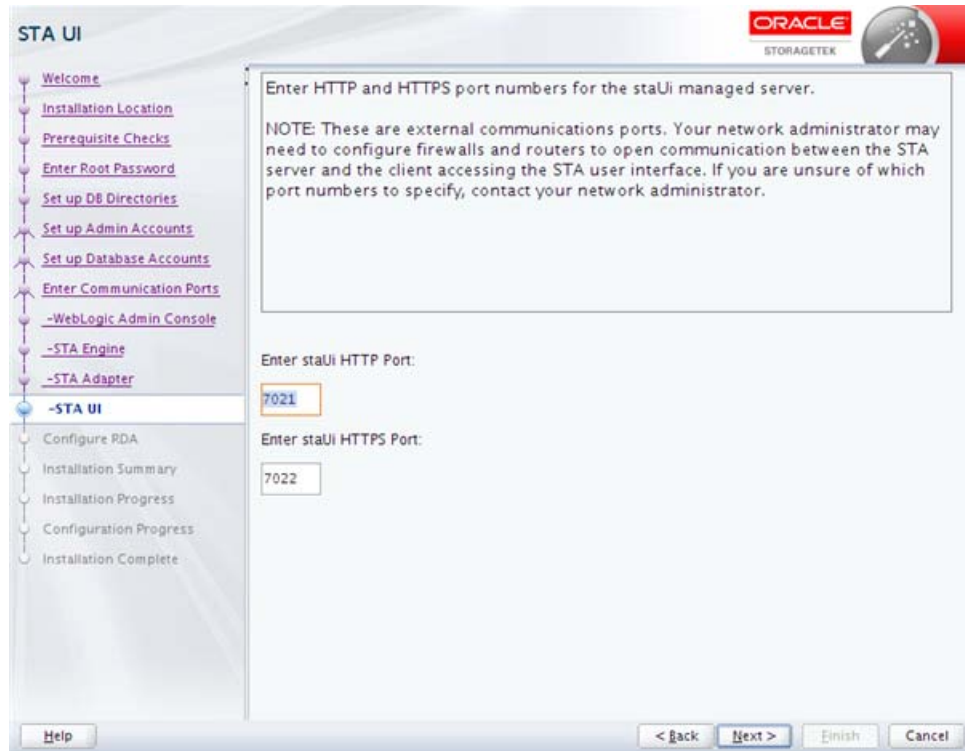 STA UI
ORACLE
STORAGETEK
Welcome
Installation Location
Prerequisite Checks
Enter Root Password
Set up DB Directories
Set up Admin Accounts
Set up Database Accounts
Enter Communication Ports
-WebLogic Admin Console
-STA Engine
-STA Adapter
-STA UI
Configure RDA
Installation Summary
Installation Progress
Configuration Progress
Installation Complete
Enter HTTP and HTTPS port numbers for the staUi managed server.
NOTE: These are external communications ports. Your network administrator may
need to configure firewalls and routers to open communication between the STA
server and the client accessing the STA user interface. If you are unsure of which
port numbers to specify, contact your network administrator.
Enter staUi HTTP Port:
7021
Enter staUi HTTPS Port:
7022
Help
< Back
Next >
Finish
Cancel